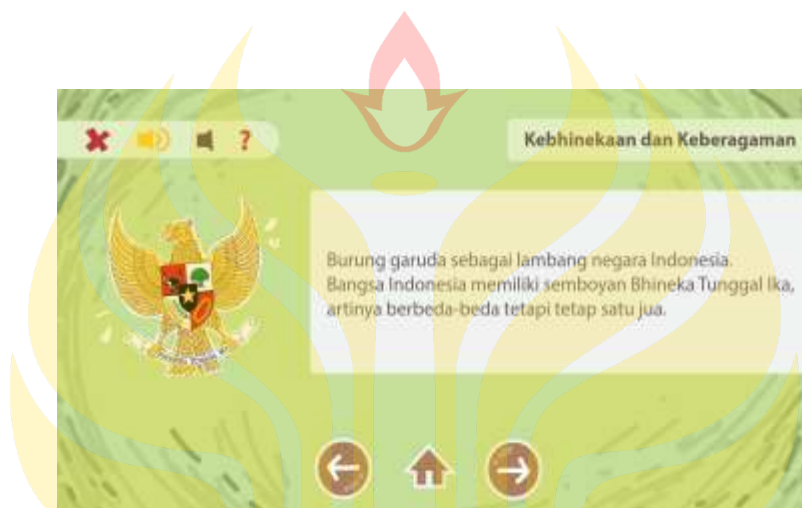 ?
Kebhinekaan dan Keberagaman
Burung garuda sebagai lambang negara Indonesia.
Bangsa Indonesia memiliki semboyan Bhineka Tunggal Ika,
artinya berbeda-beda tetapi tetap satu jua.